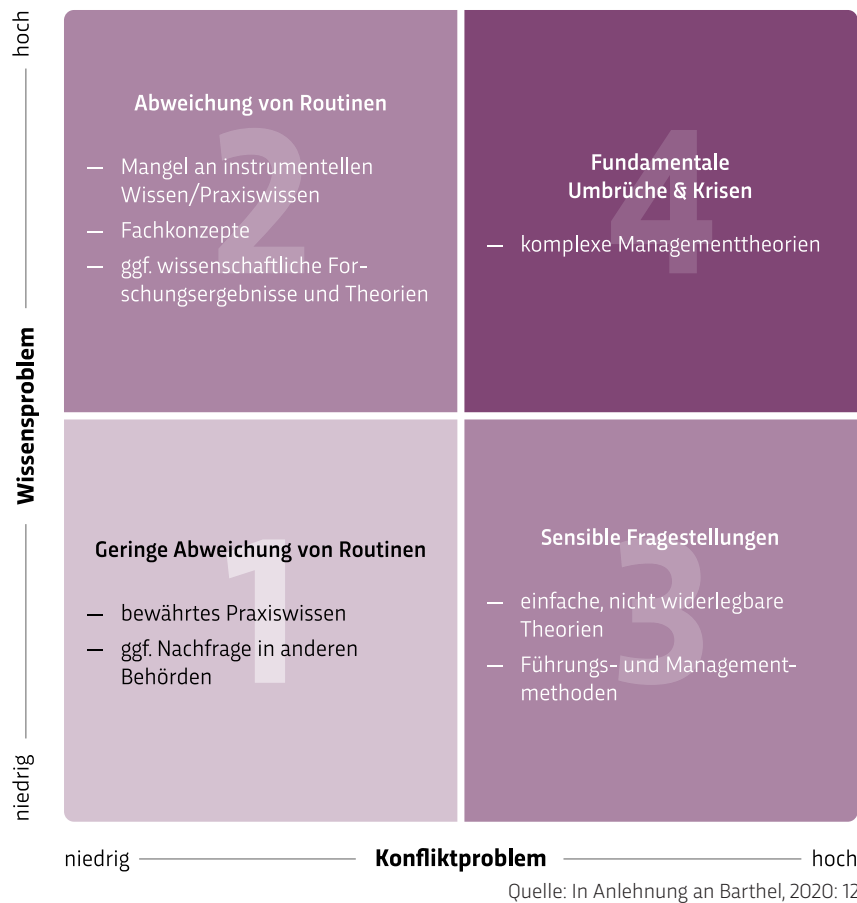 hoch
Wissensproblem
niedrig
2
Abweichung von Routinen
— Mangel an instrumentellen
Wissen/Praxiswissen
— Fachkonzepte
— ggf. wissenschaftliche For-
schungsergebnisse und Theorien
4
Fundamentale
Umbrüche & Krisen
— komplexe Managementtheorien
1
Geringe Abweichung von Routinen
— bewährtes Praxiswissen
— ggf. Nachfrage in anderen
Behörden
3
Sensible Fragestellungen
— einfache, nicht widerlegbare
Theorien
— Führungs- und Management-
methoden
niedrig
Konfliktproblem
hoch
Quelle: In Anlehnung an Barthel, 2020: 12